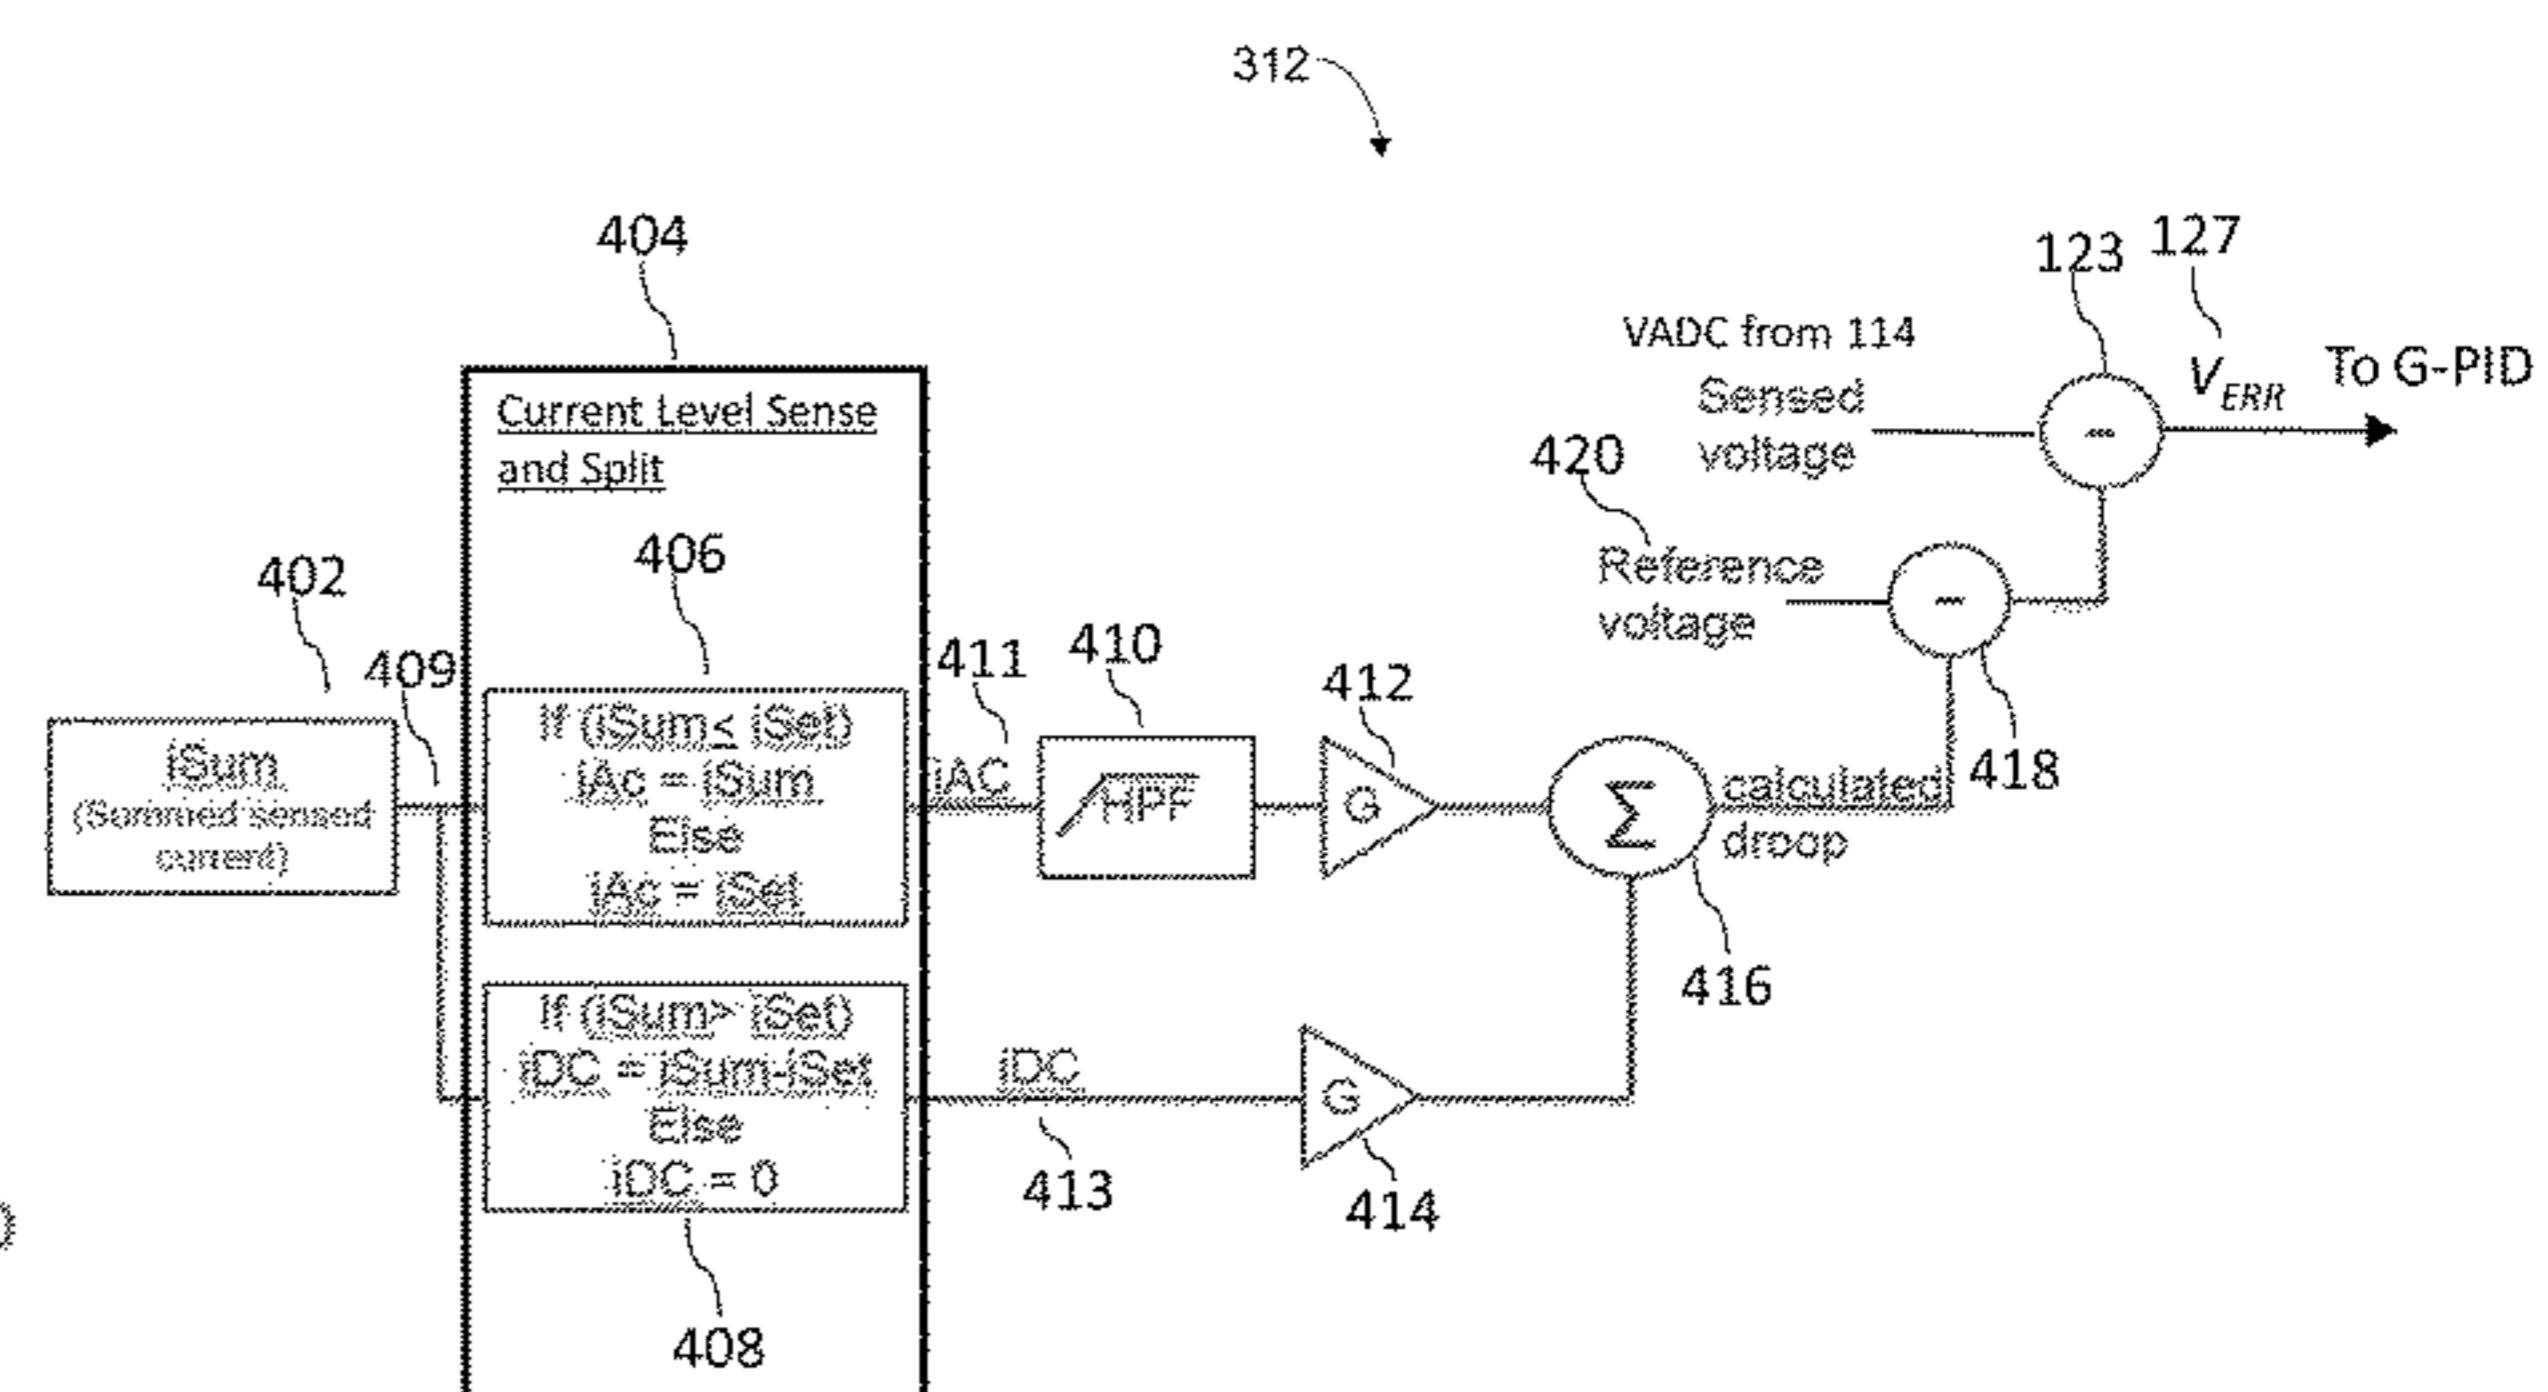 312
404
123 127
VADC from 114
Sensed
voltage
V ERR To G-PID
Current Level Sense
and Split
420
Reference
voltage
402
406
409
411
410
412
If (iSum≤ iSet)
iAc = iSum
Else
iAc = iSet
iSum
(Summed sensed
current)
iAC
HPF
G
Σ
calculated
droop
418
416
If (iSum> iSet)
iDC = iSum-iSet
Else
iDC = 0
iDC
413
G
414
408
-
-